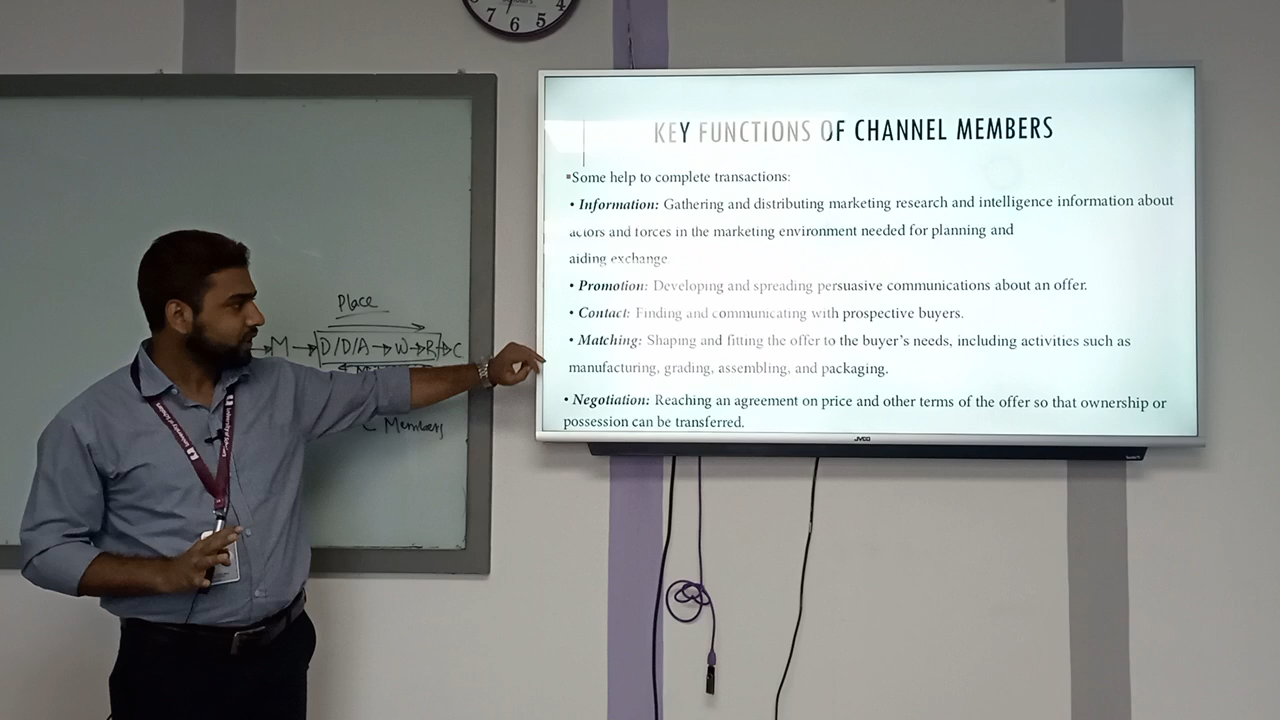 7 6 5 4
KEY FUNCTIONS OF CHANNEL MEMBERS
▪Some help to complete transactions:
• Information: Gathering and distributing marketing research and intelligence information about
actors and forces in the marketing environment needed for planning and
aiding exchange
• Promotion: Developing and spreading persuasive communications about an offer.
• Contact: Finding and communicating with prospective buyers.
• Matching: Shaping and fitting the offer to the buyer's needs, including activities such as
manufacturing, grading, assembling, and packaging.
• Negotiation: Reaching an agreement on price and other terms of the offer so that ownership or
possession can be transferred.
Place
→M → D/D/A → W → R → C
Members